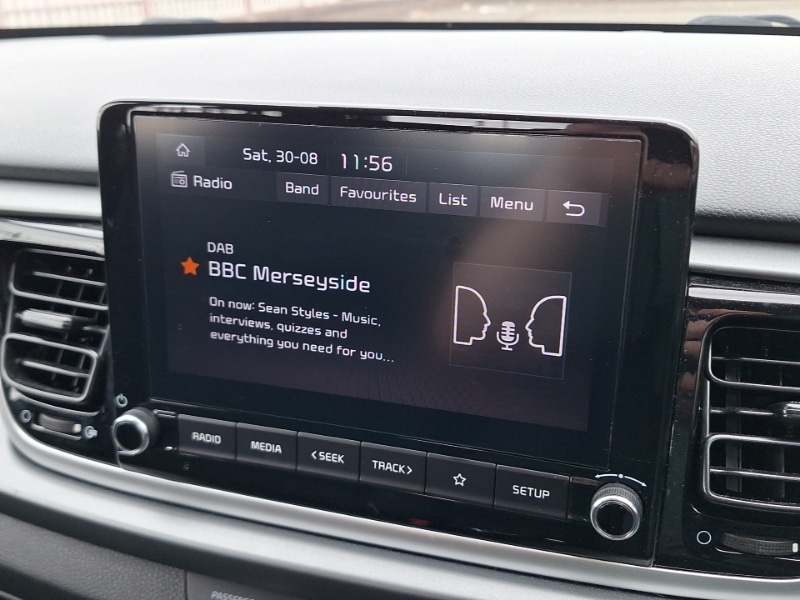 Sat, 30-08 11:56
Radio Band Favourites List Menu
DAB
BBC Merseyside
On now: Sean Styles - Music,
interviews, quizzes and
everything you need for you...
RADIO MEDIA <SEEK TRACK> SETUP
PASSENGER